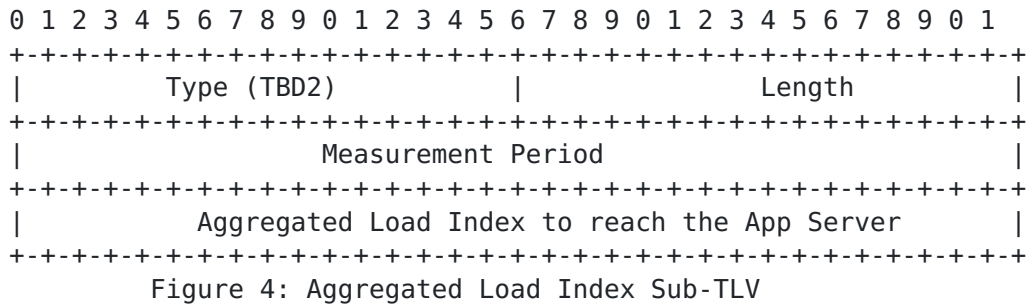 0 1 2 3 4 5 6 7 8 9 0 1 2 3 4 5 6 7 8 9 0 1 2 3 4 5 6 7 8 9 0 1
+-+-+-+-+-+-+-+-+-+-+-+-+-+-+-+-+-+-+-+-+-+-+-+-+-+-+-+-+-+-+-+-+
|         Type (TBD2)           |               Length          |
+-+-+-+-+-+-+-+-+-+-+-+-+-+-+-+-+-+-+-+-+-+-+-+-+-+-+-+-+-+-+-+-+
|                   Measurement Period                          |
+-+-+-+-+-+-+-+-+-+-+-+-+-+-+-+-+-+-+-+-+-+-+-+-+-+-+-+-+-+-+-+-+
|           Aggregated Load Index to reach the App Server       |
+-+-+-+-+-+-+-+-+-+-+-+-+-+-+-+-+-+-+-+-+-+-+-+-+-+-+-+-+-+-+-+-+
Figure 4: Aggregated Load Index Sub-TLV